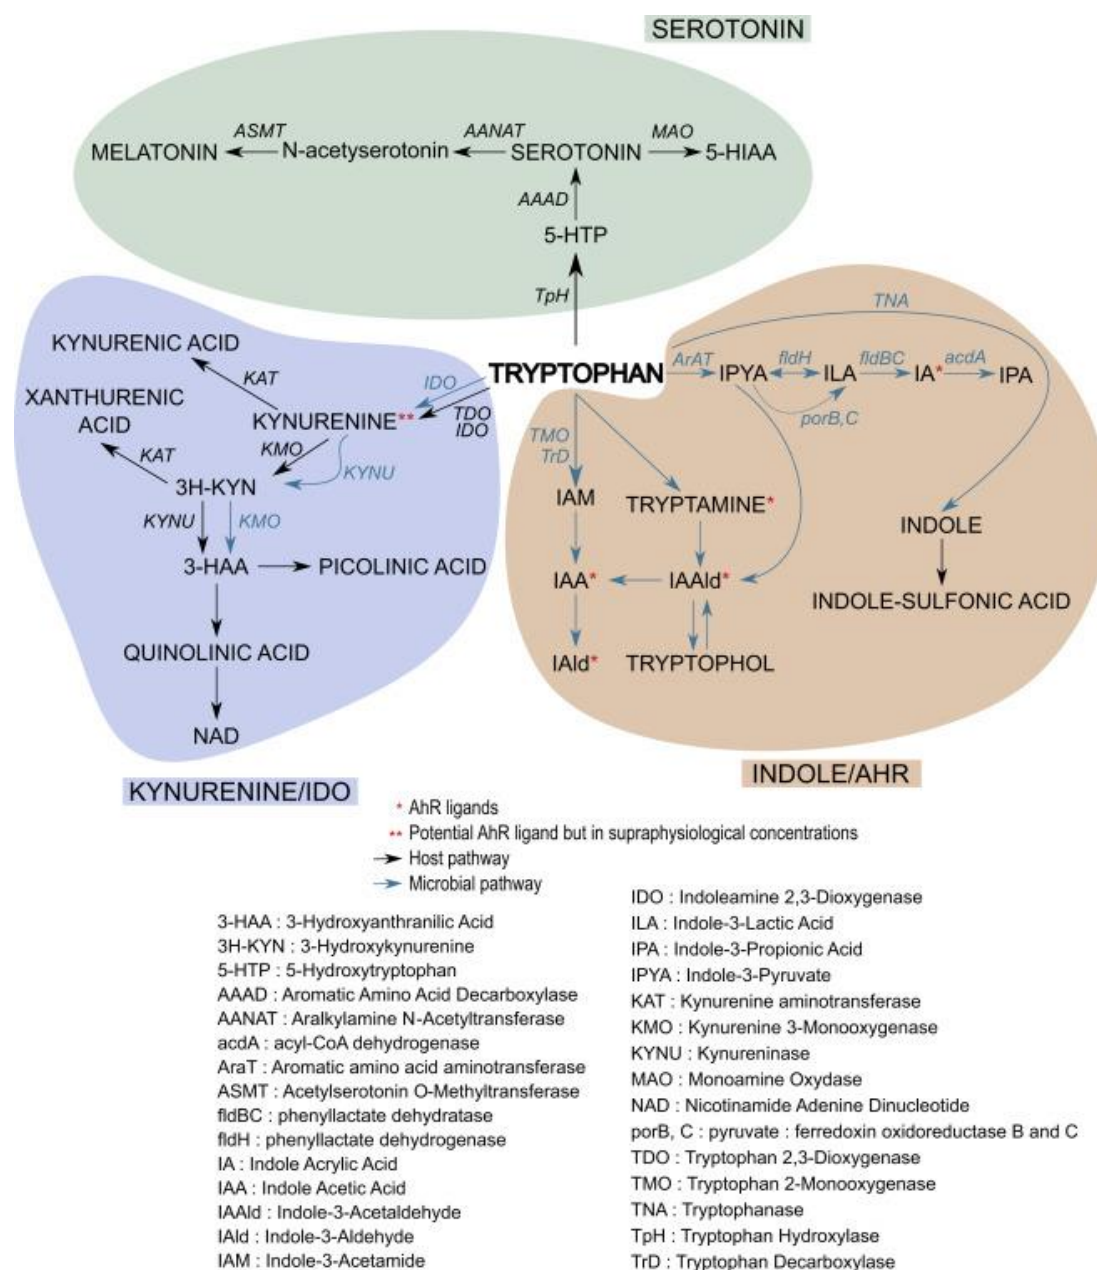 SEROTONIN
ASMT
AANAT
MAO
MELATONIN
N-acetyserotonin
SEROTONIN
5-HIAA
AAAD
5-HTP
TpH
TNA
KYNURENIC ACID
KAT
XANTHURENIC
ACID
KAT
IDO
TRYPTOPHAN
TDO
IDO
KYNURENINE**
KMO
KYNU
3H-KYN
KYNU
KMO
3-HAA
PICOLINIC ACID
QUINOLINIC ACID
NAD
KYNURENINE/IDO
ArAT
IPYA
fldH
ILA
fldBC
IA*
acdA
IPA
porB,C
TMO
TrD
IAM
TRYPTAMINE*
INDOLE
IAA*
IAAld*
INDOLE-SULFONIC ACID
IAld*
TRYPTOPHOL
INDOLE/AHR
* AhR ligands
** Potential AhR ligand but in supraphysiological concentrations
Host pathway
Microbial pathway
3-HAA : 3-Hydroxyanthranilic Acid
3H-KYN : 3-Hydroxykynurenine
5-HTP : 5-Hydroxytryptophan
AAAD : Aromatic Amino Acid Decarboxylase
AANAT : Aralkylamine N-Acetyltransferase
acdA : acyl-CoA dehydrogenase
AraT : Aromatic amino acid aminotransferase
ASMT : Acetylserotonin O-Methyltransferase
fldBC : phenyllactate dehydratase
fldH : phenyllactate dehydrogenase
IA : Indole Acrylic Acid
IAA : Indole Acetic Acid
IAAld : Indole-3-Acetaldehyde
IAld : Indole-3-Aldehyde
IAM : Indole-3-Acetamide
IDO : Indoleamine 2,3-Dioxygenase
ILA : Indole-3-Lactic Acid
IPA : Indole-3-Propionic Acid
IPYA : Indole-3-Pyruvate
KAT : Kynurenine aminotransferase
KMO : Kynurenine 3-Monooxygenase
KYNU : Kynureninase
MAO : Monoamine Oxydase
NAD : Nicotinamide Adenine Dinucleotide
porB, C : pyruvate : ferredoxin oxidoreductase B and C
TDO : Tryptophan 2,3-Dioxygenase
TMO : Tryptophan 2-Monooxygenase
TNA : Tryptophanase
TpH : Tryptophan Hydroxylase
TrD : Tryptophan Decarboxylase